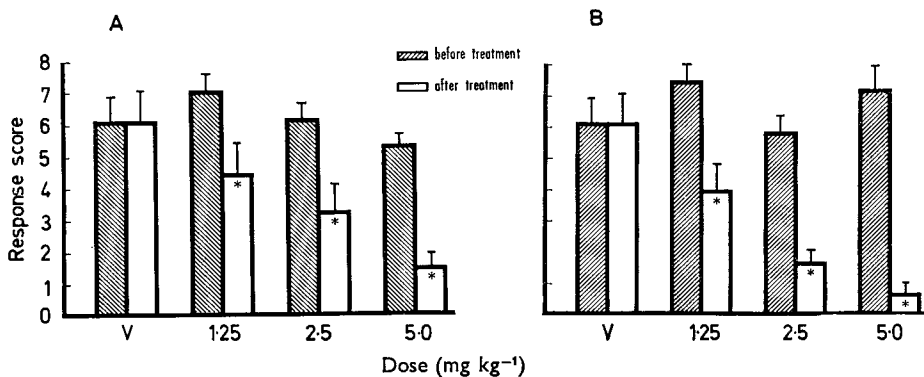 A
B
before treatment
after treatment
Response score
8
7
6
5
4
3
2
1
0
*
*
*
*
*
*
V 1·25 2·5 5·0
V 1·25 2·5 5·0
Dose (mg kg⁻¹)